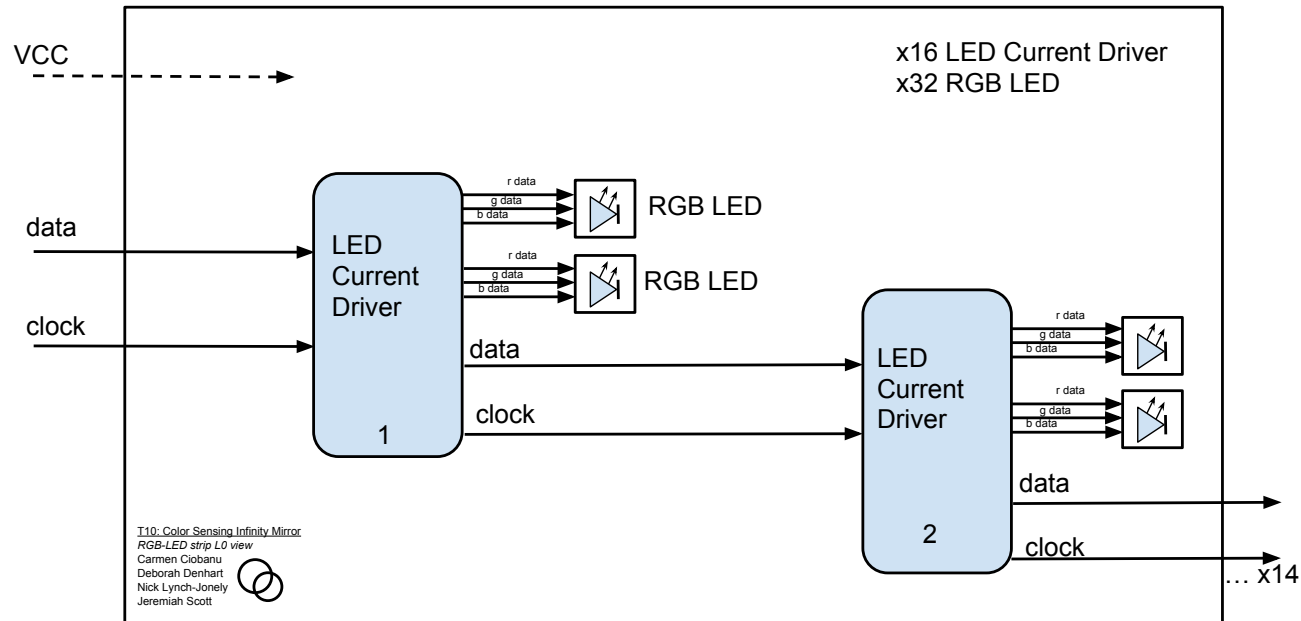 VCC
x16 LED Current Driver
x32 RGB LED
data
clock
LED
Current
Driver
1
r data
g data
b data
RGB LED
r data
g data
b data
RGB LED
data
clock
LED
Current
Driver
2
r data
g data
b data
r data
g data
b data
data
clock
... x14
T10: Color Sensing Infinity Mirror
RGB-LED strip L0 view
Carmen Ciobanu
Deborah Denhart
Nick Lynch-Jonely
Jeremiah Scott